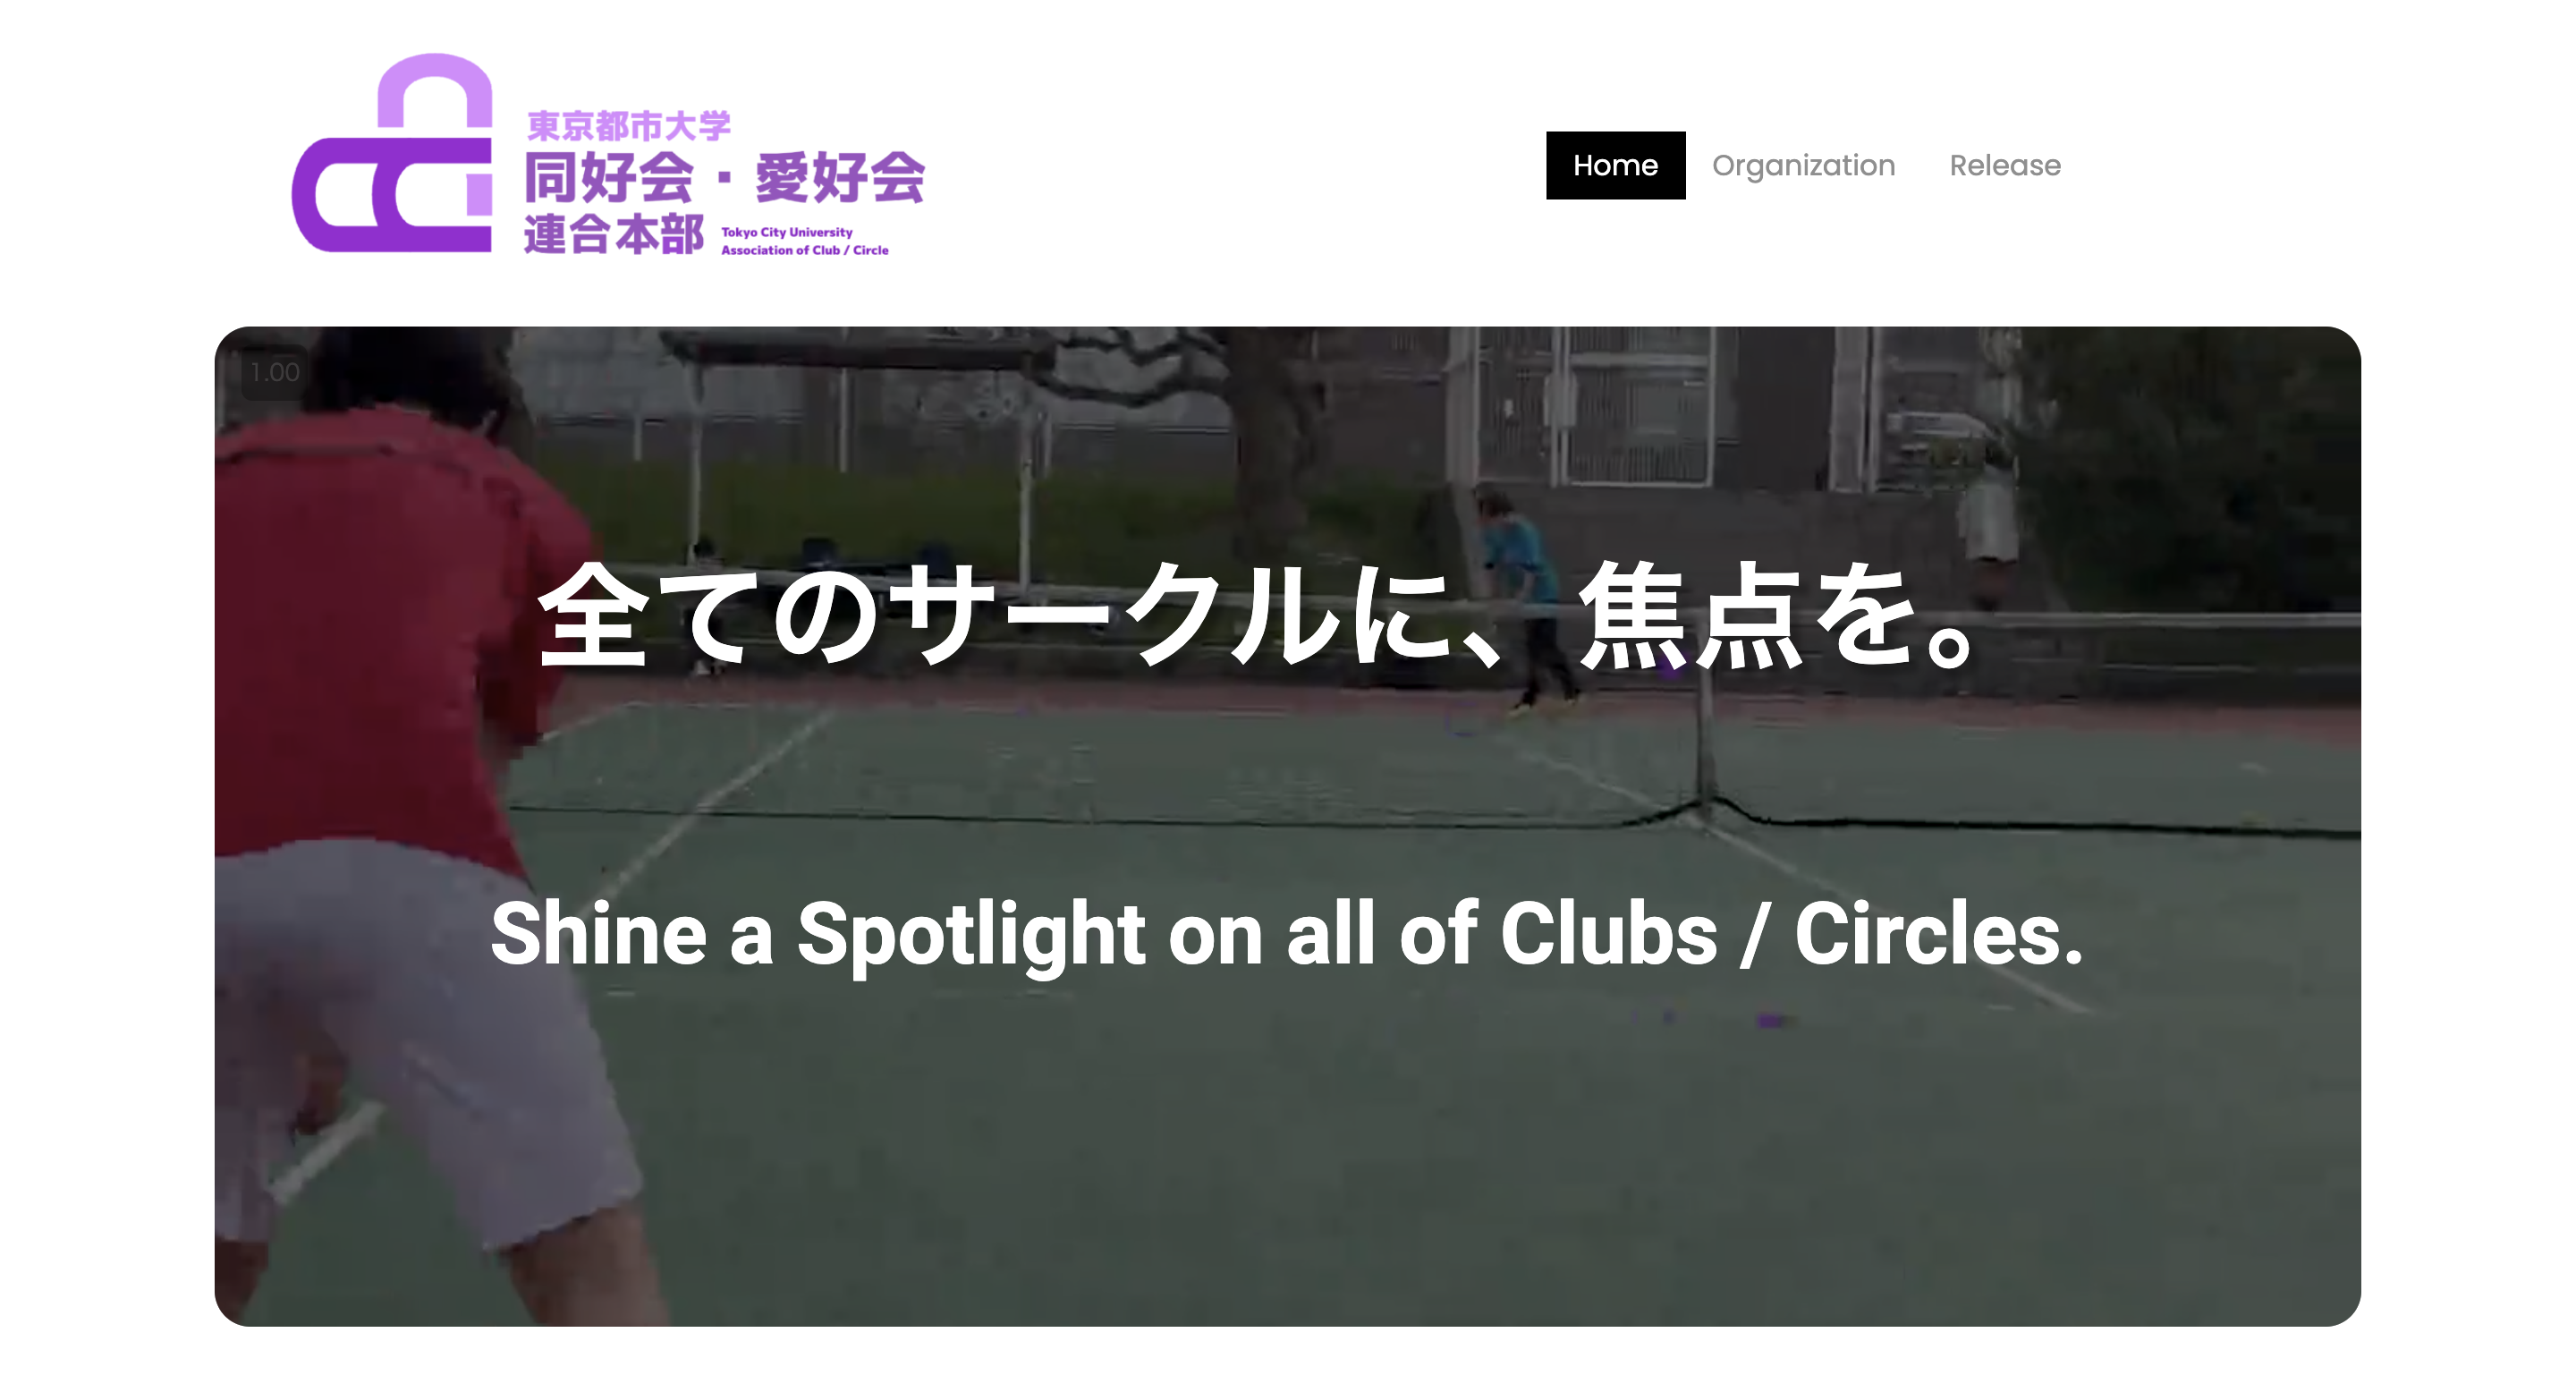 東京都市大学
同好会・愛好会
連合本部
Tokyo City University
Association of Club / Circle
Home Organization Release
1.00
全てのサークルに、焦点を。
Shine a Spotlight on all of Clubs / Circles.